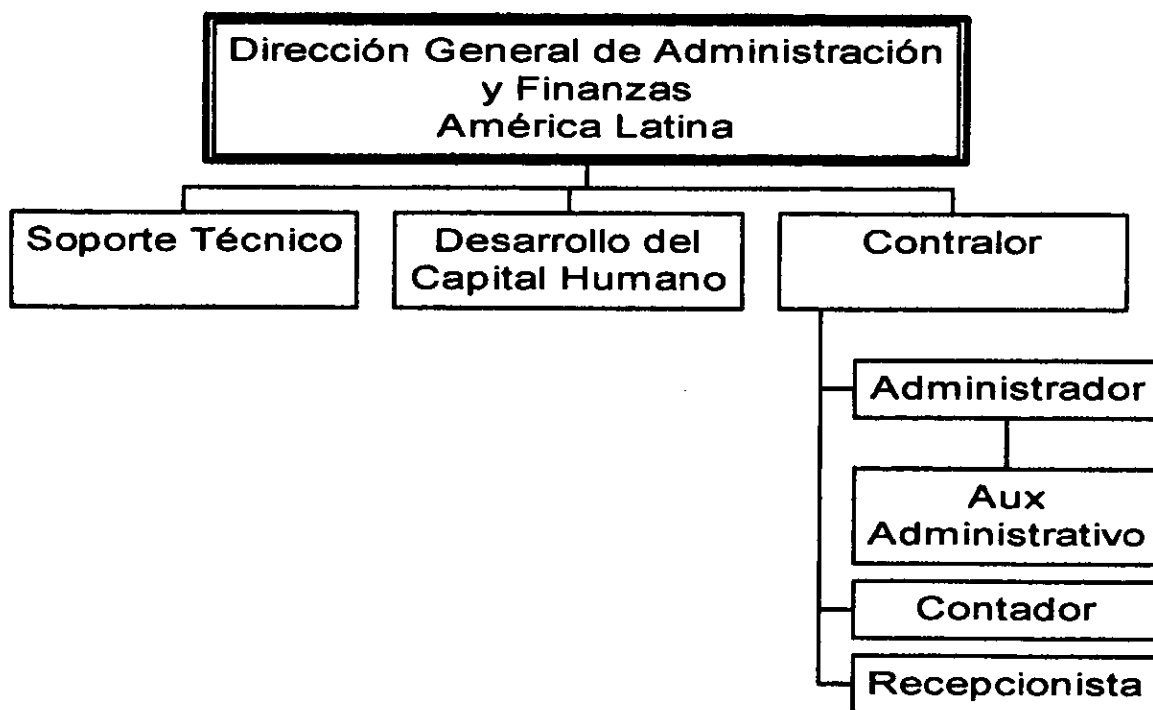 Dirección General de Administración
y Finanzas
América Latina
Soporte Técnico
Desarrollo del
Capital Humano
Contralor
Administrador
Aux
Administrativo
Contador
Recepcionista